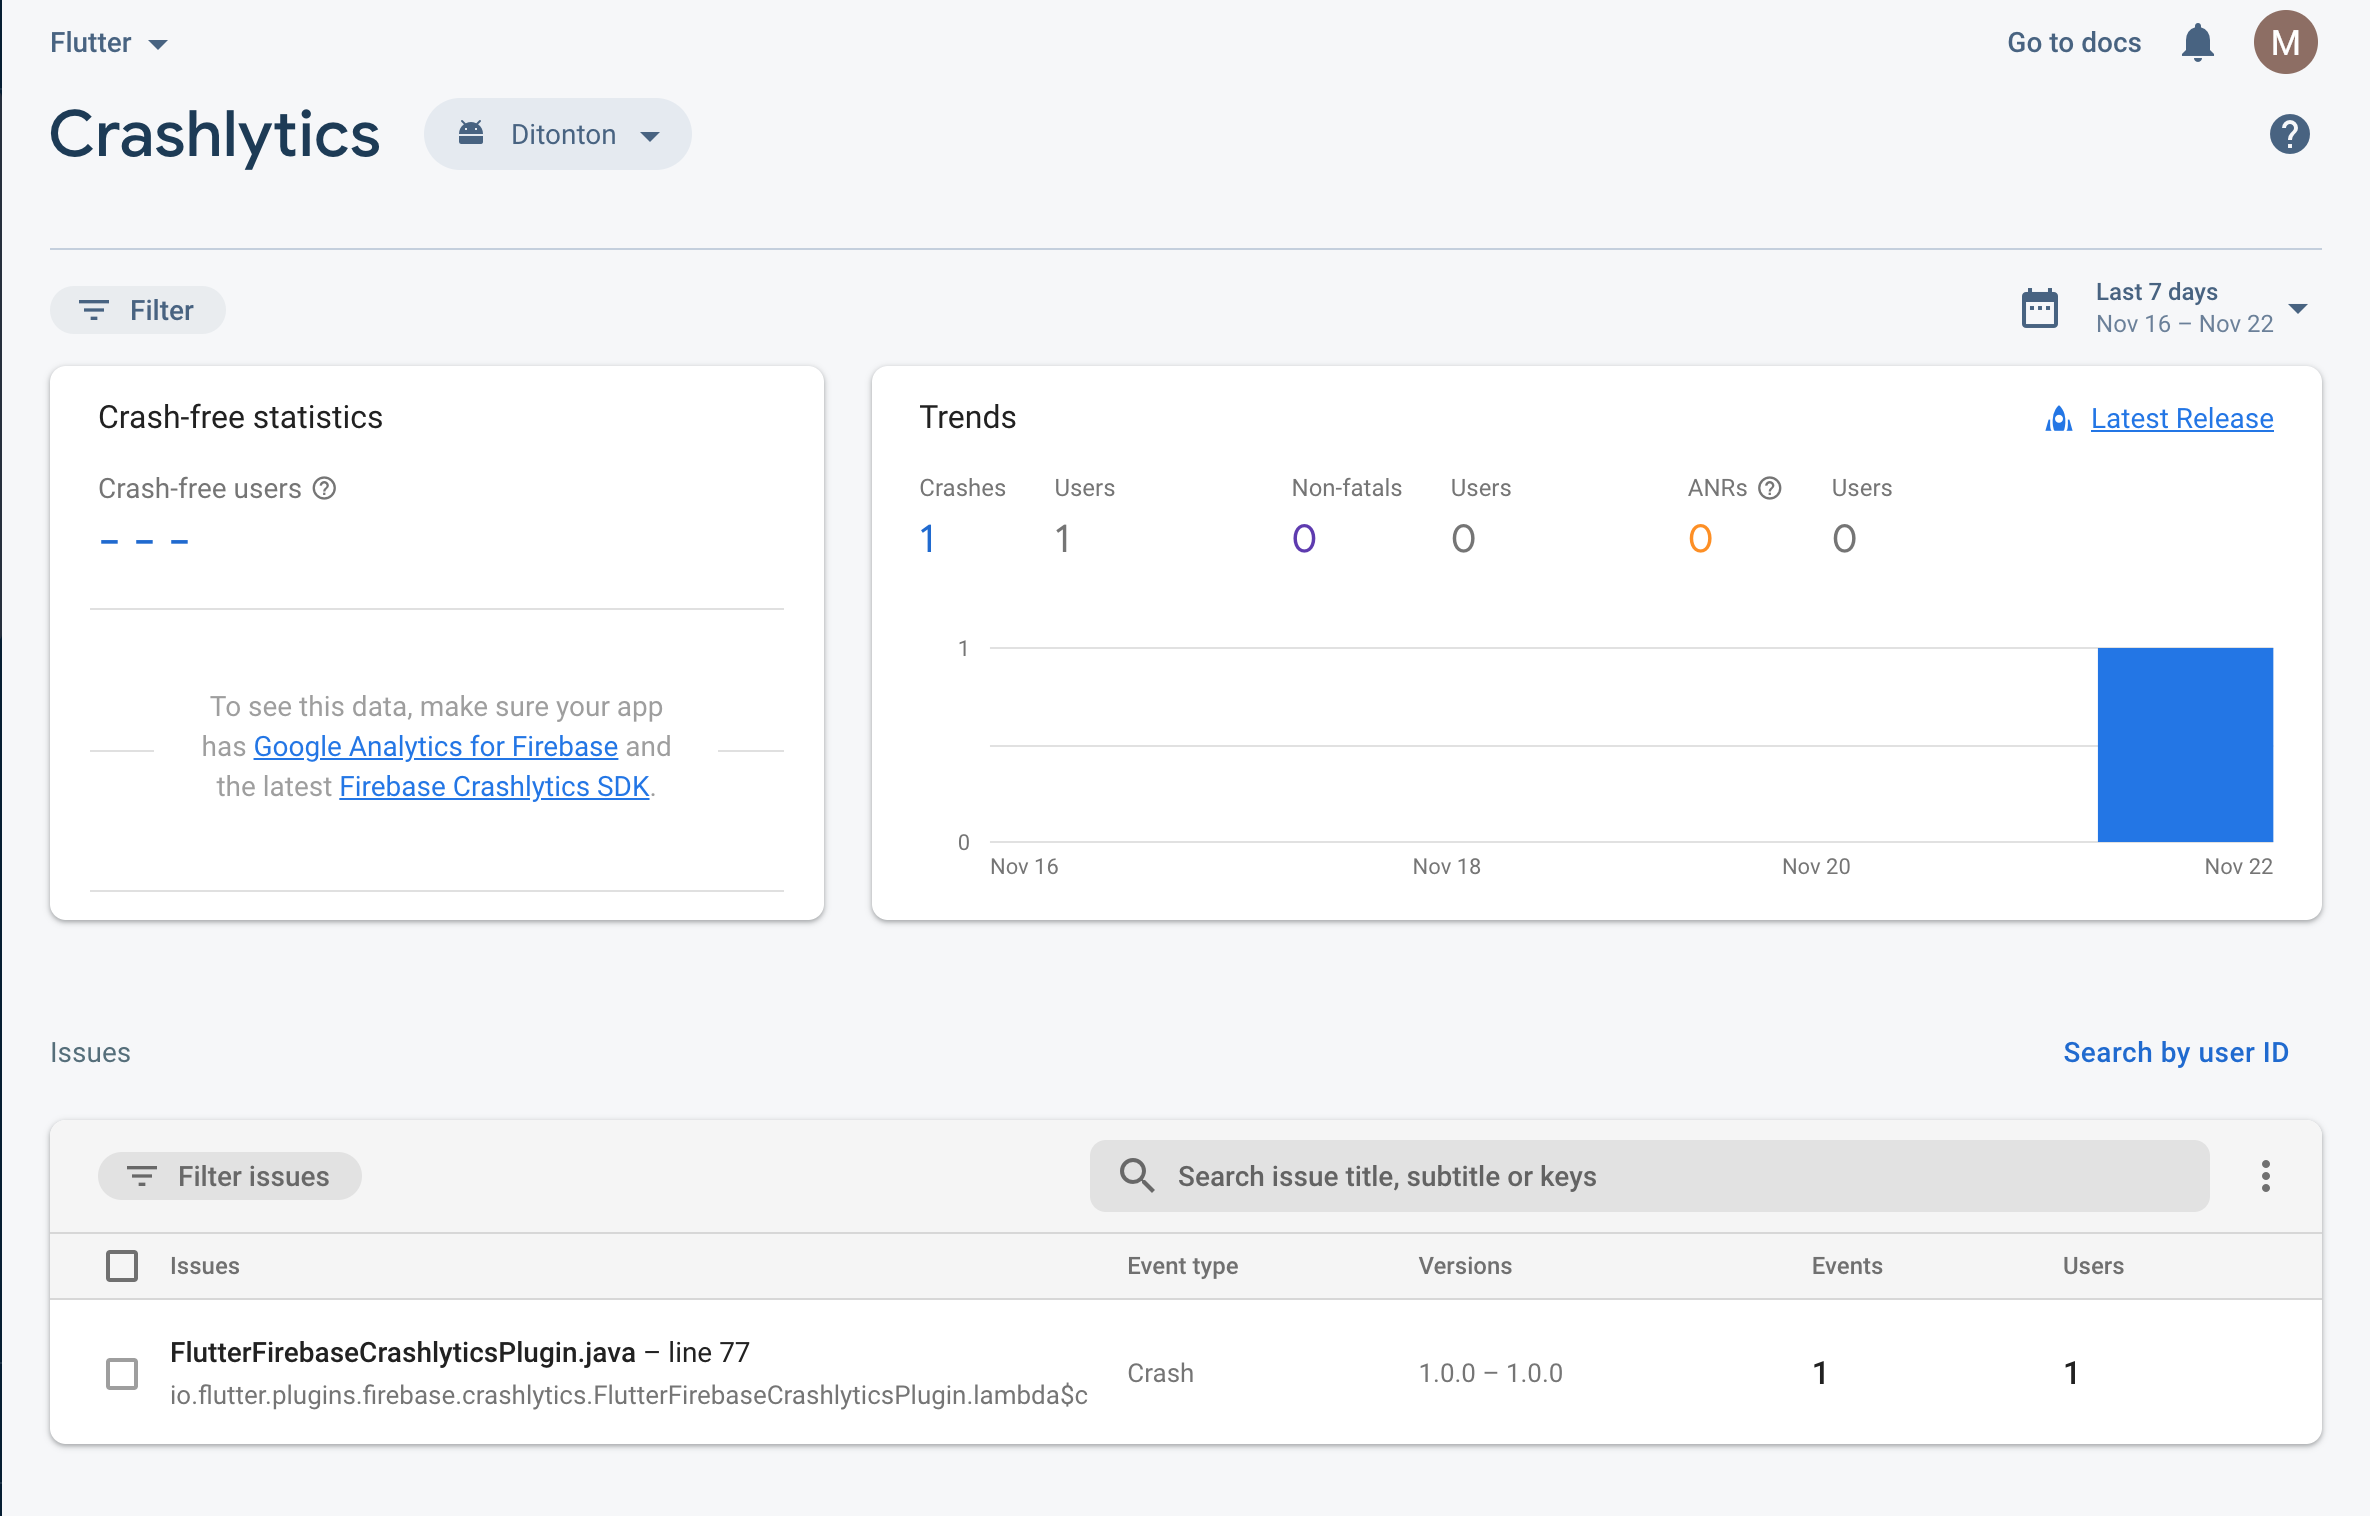 Flutter
Go to docs
M
Crashlytics
Ditonton
?
Filter
Last 7 days
Nov 16 – Nov 22
Crash-free statistics
Crash-free users ?
– – –
To see this data, make sure your app
has Google Analytics for Firebase and
the latest Firebase Crashlytics SDK.
Trends
Latest Release
Crashes Users Non-fatals Users ANRs ? Users
1 1 0 0 0 0
1
0
Nov 16 Nov 18 Nov 20 Nov 22
Issues
Search by user ID
Filter issues
Search issue title, subtitle or keys
Issues Event type Versions Events Users
FlutterFirebaseCrashlyticsPlugin.java – line 77
io.flutter.plugins.firebase.crashlytics.FlutterFirebaseCrashlyticsPlugin.lambda$c
Crash 1.0.0 – 1.0.0 1 1